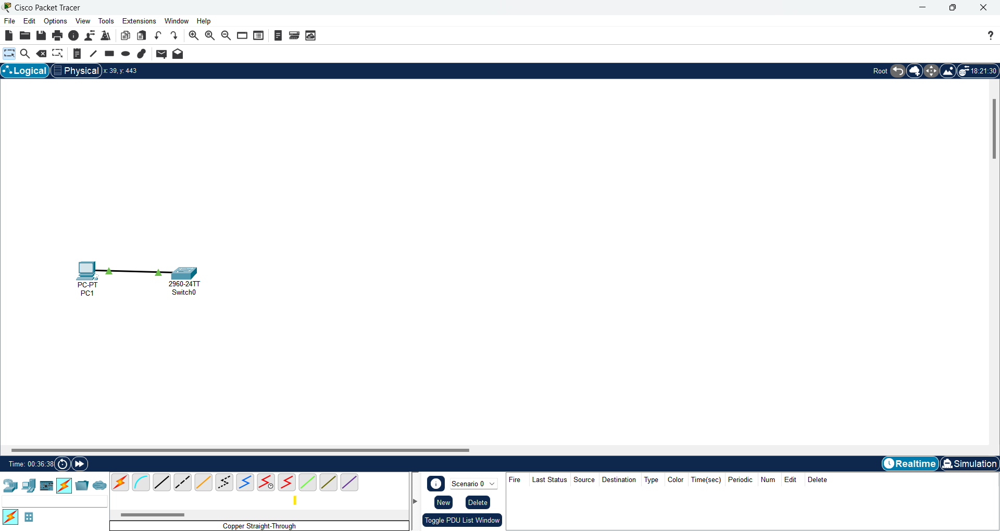 Cisco Packet Tracer
File Edit Options View Tools Extensions Window Help
Logical Physical x: 39, y: 443 Root 18:21:30
PC-PT
PC1
2960-24TT
Switch0
Time: 00:36:38 Realtime Simulation
Scenario 0
New Delete
Toggle PDU List Window
Fire Last Status Source Destination Type Color Time(sec) Periodic Num Edit Delete
Copper Straight-Through